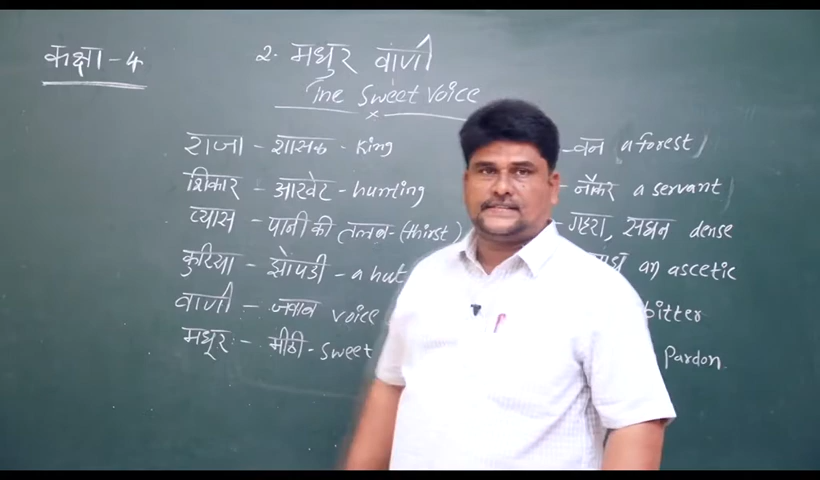 कक्षा - 4
2. मधुर वाणी
The Sweet Voice
राजा - शासक - King
शिकार - आखेट - hunting
प्यास - पानी की तलब - (thirst)
कुटिया - झोपडी - a hut
वाणी - जबान voice
मधूर - मीठी - sweet
- वन a forest
- नौकर a servant
- गहरा, सघन dense
an ascetic
bitter
Pardon